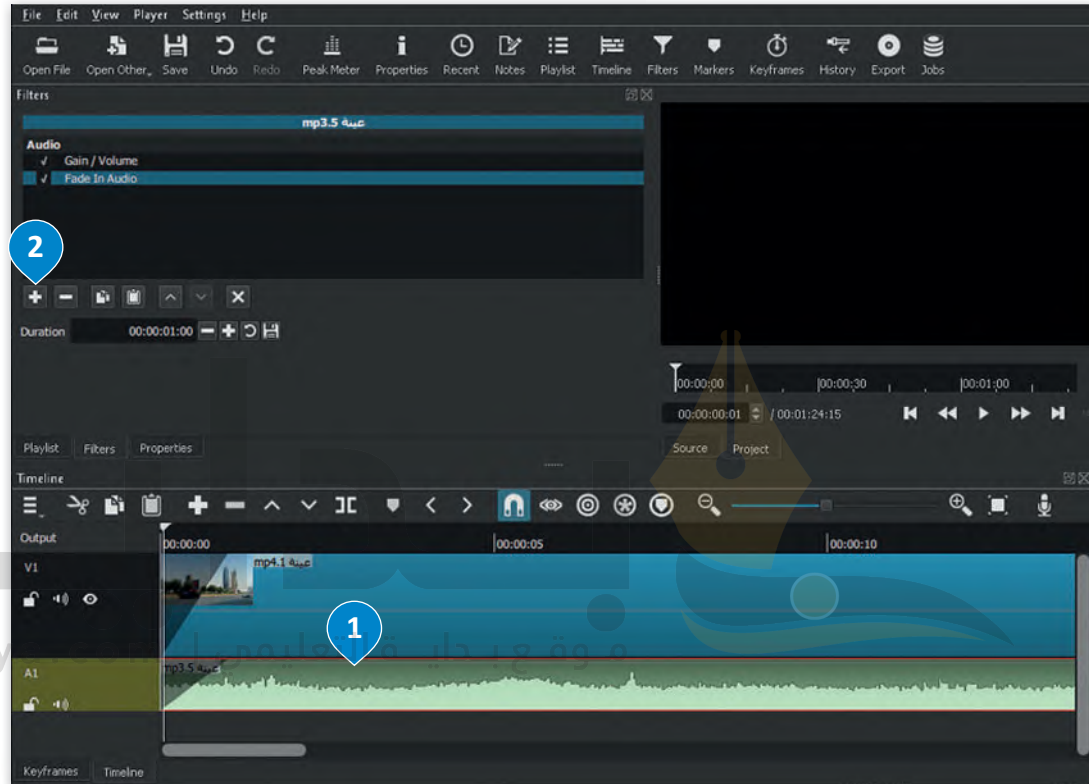 File Edit View Player Settings Help
Open File Open Other... Save Undo Redo Peak Meter Properties Recent Notes Playlist Timeline Filters Markers Keyframes History Export Jobs
Filters
عينة mp3.5
Audio
√ Gain / Volume
√ Fade In Audio
2
Duration 00:00:01:00
00:00:00 00:00:30 00:01:00
00:00:00:01 / 00:01:24:15
Playlist Filters Properties
Source Project
Timeline
Output 00:00:00 00:00:05 00:00:10
V1
عينة mp4.1
1
موقع بداية التعليمي
A1
عينة mp3.5
Keyframes Timeline